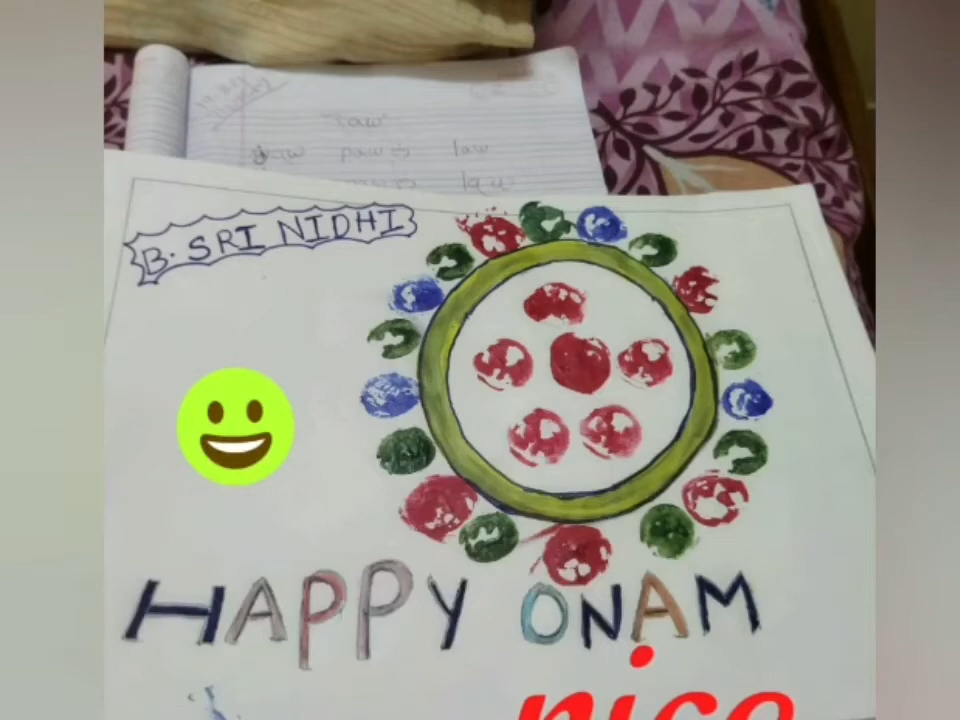 "law"
paw
law
law
B. SRI NIDHI
HAPPY ONAM
nice